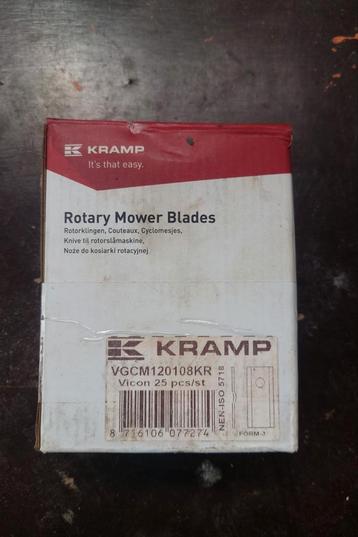 KRAMP
It's that easy.
Rotary Mower Blades
Rotorklingen, Couteaux, Cyclomesjes,
Knive til rotorslåmaskine,
Noże do kosiarki rotacyjnej
KRAMP
VGCM120108KR
Vicon 25 pcs/st
8 716106 077274
NEN-ISO 5718
FORM-J